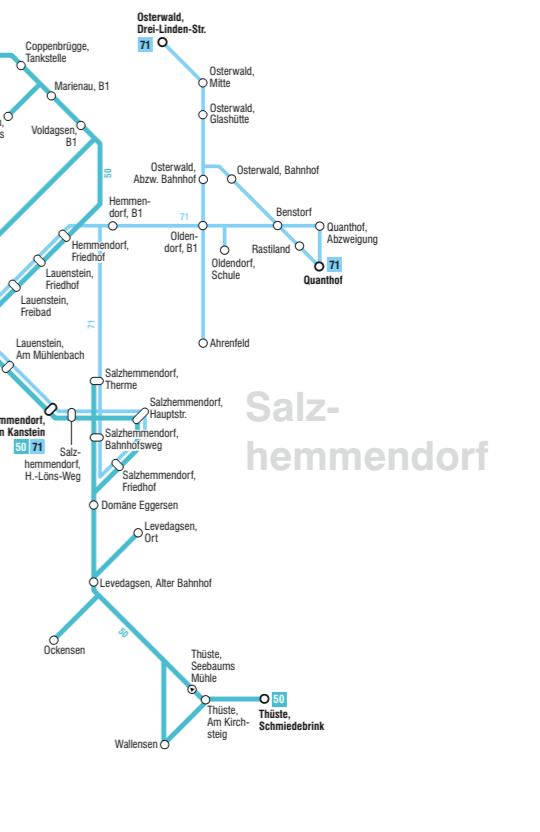 Osterwald,
Drei-Linden-Str.
71
Coppenbrügge,
Tankstelle
Marienau, B1
Osterwald,
Mitte
Osterwald,
Glashütte
Voldagsen,
B1
50
Osterwald,
Abzw. Bahnhof
Osterwald, Bahnhof
Hemmen-
dorf, B1
71
Benstorf
Quanthof,
Abzweigung
Hemmendorf,
Friedhof
Olden-
dorf, B1
Rastiland
Oldendorf,
Schule
71
Quanthof
Lauenstein,
Friedhof
Lauenstein,
Freibad
71
Lauenstein,
Am Mühlenbach
Ahrenfeld
Salzhemmendorf,
Therme
Salzhemmendorf,
Hauptstr.
Salz-
hemmendorf
mmendorf,
n Kanstein
50 71
Salz-
hemmendorf,
H.-Löns-Weg
Salzhemmendorf,
Bahnhofsweg
Salzhemmendorf,
Friedhof
Domäne Eggersen
Levedagsen,
Ort
Levedagsen, Alter Bahnhof
50
Ockensen
Thüste,
Seebaums
Mühle
50
Thüste,
Schmiedebrink
Thüste,
Am Kirch-
steig
Wallensen